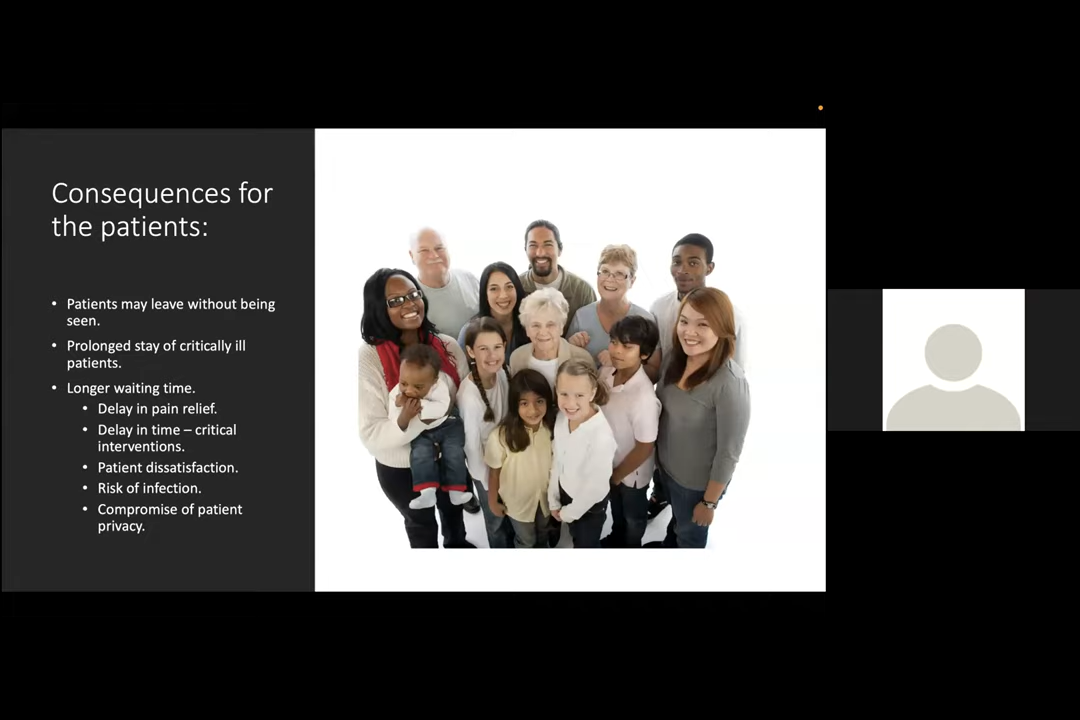 Consequences for
the patients:
• Patients may leave without being
seen.
• Prolonged stay of critically ill
patients.
• Longer waiting time.
• Delay in pain relief.
• Delay in time – critical
interventions.
• Patient dissatisfaction.
• Risk of infection.
• Compromise of patient
privacy.